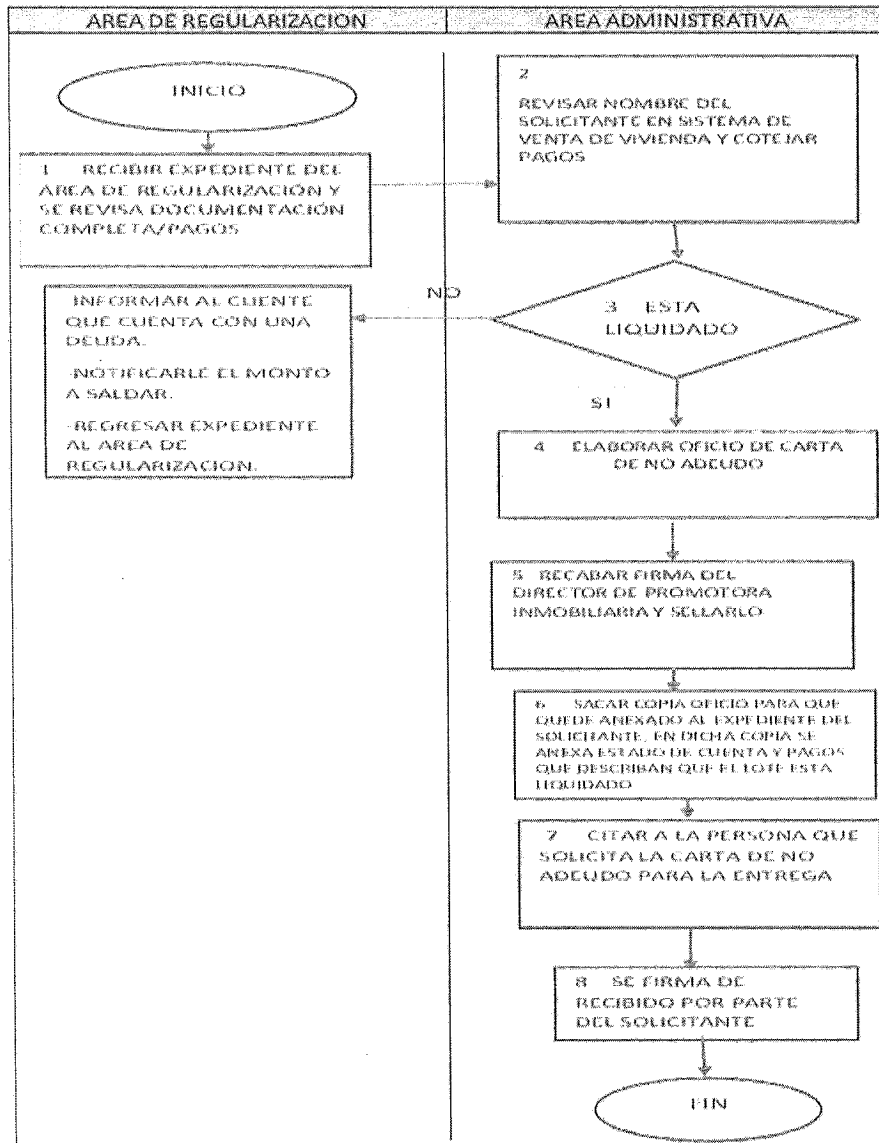 AREA DE REGULARIZACION
AREA ADMINISTRATIVA
INICIO
1 RECIBIR EXPEDIENTE DEL
AREA DE REGULARIZACIÓN Y
SE REVISA DOCUMENTACIÓN
COMPLETA/PAGOS
2
REVISAR NOMBRE DEL
SOLICITANTE EN SISTEMA DE
VENTA DE VIVIENDA Y COTEJAR
PAGOS
3 ESTA
LIQUIDADO
NO
-INFORMAR AL CLIENTE
QUE CUENTA CON UNA
DEUDA.
-NOTIFICARLE EL MONTO
A SALDAR.
-REGRESAR EXPEDIENTE
AL AREA DE
REGULARIZACION.
SI
4 ELABORAR OFICIO DE CARTA
DE NO ADEUDO
5 RECABAR FIRMA DEL
DIRECTOR DE PROMOTORA
INMOBILIARIA Y SELLARLO
6 SACAR COPIA OFICIO PARA QUE
QUEDE ANEXADO AL EXPEDIENTE DEL
SOLICITANTE, EN DICHA COPIA SE
ANEXA ESTADO DE CUENTA Y PAGOS
QUE DESCRIBAN QUE EL LOTE ESTA
LIQUIDADO
7 CITAR A LA PERSONA QUE
SOLICITA LA CARTA DE NO
ADEUDO PARA LA ENTREGA
8 SE FIRMA DE
RECIBIDO POR PARTE
DEL SOLICITANTE
FIN